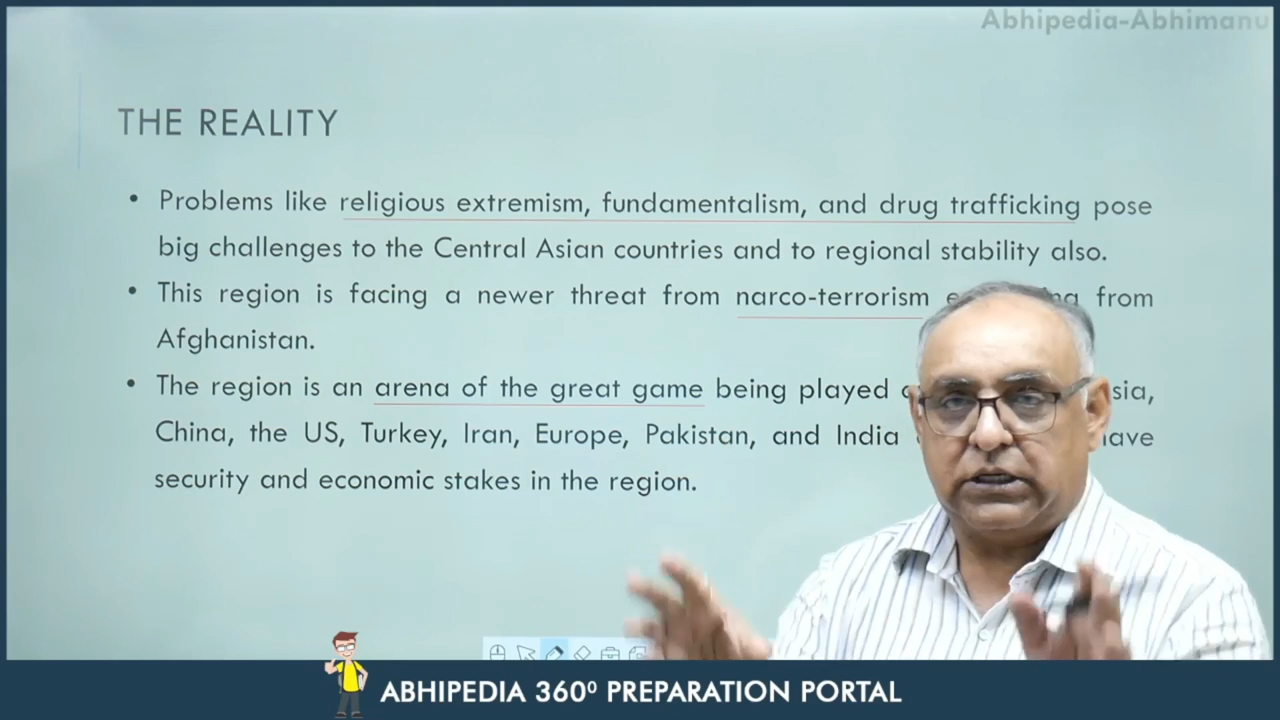 Abhipedia-Abhimanu
THE REALITY
• Problems like religious extremism, fundamentalism, and drug trafficking pose
big challenges to the Central Asian countries and to regional stability also.
• This region is facing a newer threat from narco-terrorism from
Afghanistan.
• The region is an arena of the great game being played
China, the US, Turkey, Iran, Europe, Pakistan, and India
security and economic stakes in the region.
ABHIPEDIA 360⁰ PREPARATION PORTAL